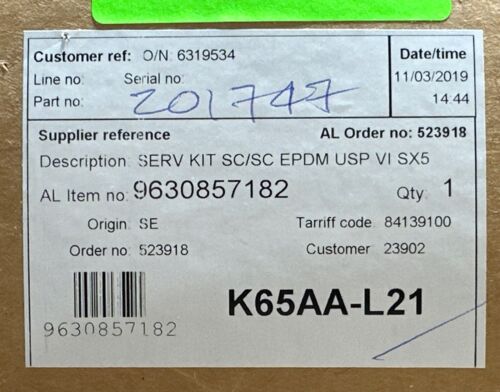 Customer ref: O/N: 6319534
Date/time
Line no: Serial no:
11/03/2019
Part no: 201747
14:44
Supplier reference AL Order no: 523918
Description: SERV KIT SC/SC EPDM USP VI SX5
AL Item no: 9630857182 Qty: 1
Origin: SE Tarriff code 84139100
Order no: 523918 Customer 23902
K65AA-L21
9630857182